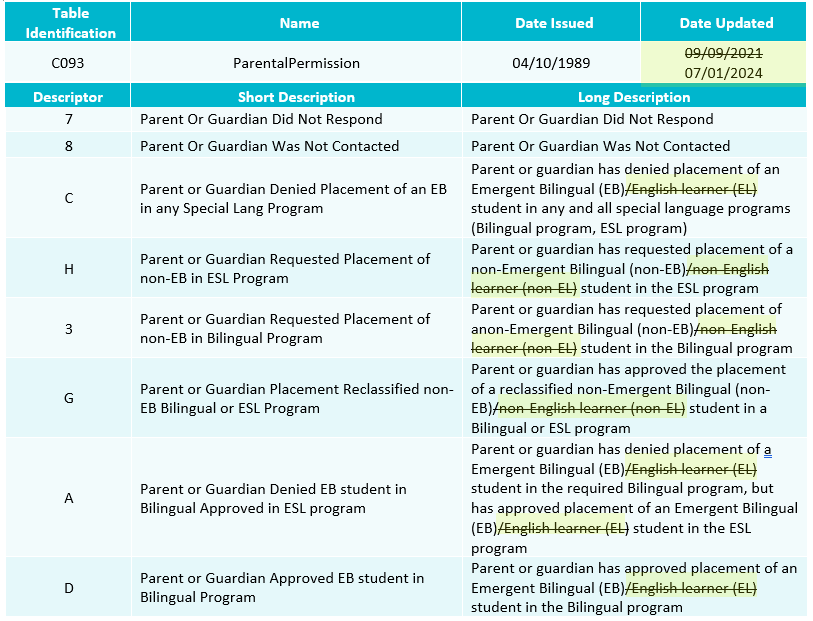 Table Identification Name Date Issued Date Updated
C093 ParentalPermission 04/10/1989 09/09/2021
07/01/2024
Descriptor Short Description Long Description
7 Parent Or Guardian Did Not Respond Parent Or Guardian Did Not Respond
8 Parent Or Guardian Was Not Contacted Parent Or Guardian Was Not Contacted
C
Parent or Guardian Denied Placement of an EB
in any Special Lang Program
Parent or guardian has denied placement of an
Emergent Bilingual (EB)/English learner (EL)
student in any and all special language programs
(Bilingual program, ESL program)
H
Parent or Guardian Requested Placement of
non-EB in ESL Program
Parent or guardian has requested placement of a
non-Emergent Bilingual (non-EB)/non-English
learner (non-EL) student in the ESL program
3
Parent or Guardian Requested Placement of
non-EB in Bilingual Program
Parent or guardian has requested placement of
anon-Emergent Bilingual (non-EB)/non-English
learner (non-EL) student in the Bilingual program
G
Parent or Guardian Placement Reclassified non-
EB Bilingual or ESL Program
Parent or guardian has approved the placement
of a reclassified non-Emergent Bilingual (non-
EB)/non-English learner (non-EL) student in a
Bilingual or ESL program
A
Parent or Guardian Denied EB student in
Bilingual Approved in ESL program
Parent or guardian has denied placement of a
Emergent Bilingual (EB)/English learner (EL)
student in the required Bilingual program, but
has approved placement of an Emergent Bilingual
(EB)/English learner (EL) student in the ESL
program
D
Parent or Guardian Approved EB student in
Bilingual Program
Parent or guardian has approved placement of an
Emergent Bilingual (EB)/English learner (EL)
student in the Bilingual program